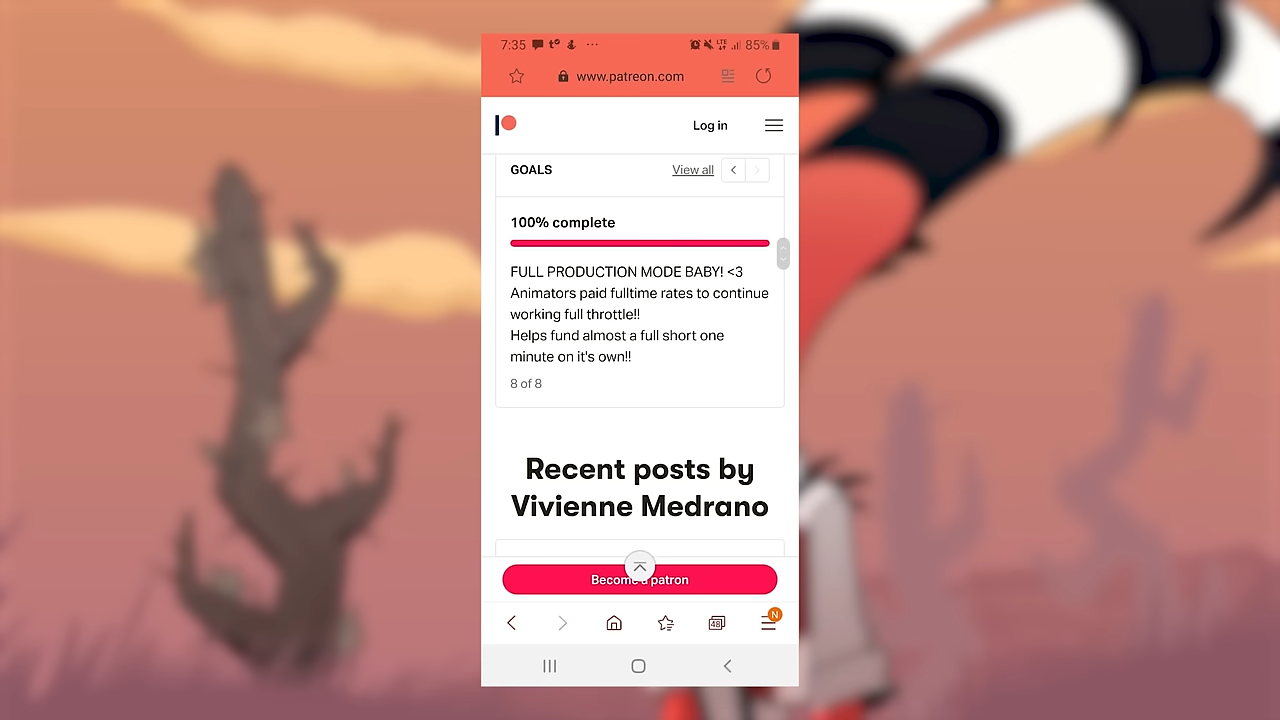 7:35
LTE
85%
www.patreon.com
Log in
GOALS
View all
100% complete
FULL PRODUCTION MODE BABY! <3
Animators paid fulltime rates to continue
working full throttle!!
Helps fund almost a full short one
minute on it's own!!
8 of 8
Recent posts by
Vivienne Medrano
Become a patron
N
48